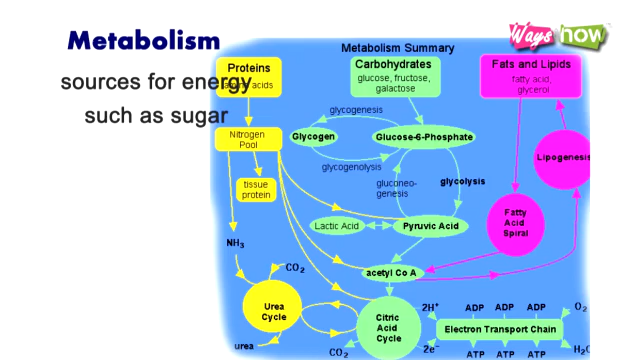 Metabolism
sources for energy
such as sugar
Ways
how
Metabolism Summary
Proteins
amino acids
Carbohydrates
glucose, fructose,
galactose
Fats and Lipids
fatty acid,
glycerol
glycogenesis
Nitrogen
Pool
Glycogen
Glucose-6-Phosphate
Lipogenesis
glycogenolysis
tissue
protein
gluconeo-
genesis
glycolysis
Lactic Acid
Pyruvic Acid
Fatty
Acid
Spiral
NH3
CO2
acetyl Co A
Urea
Cycle
Citric
Acid
Cycle
2H+
ADP
ADP
ADP
O2
Electron Transport Chain
urea
CO2
2e-
ATP
ATP
ATP
H2O